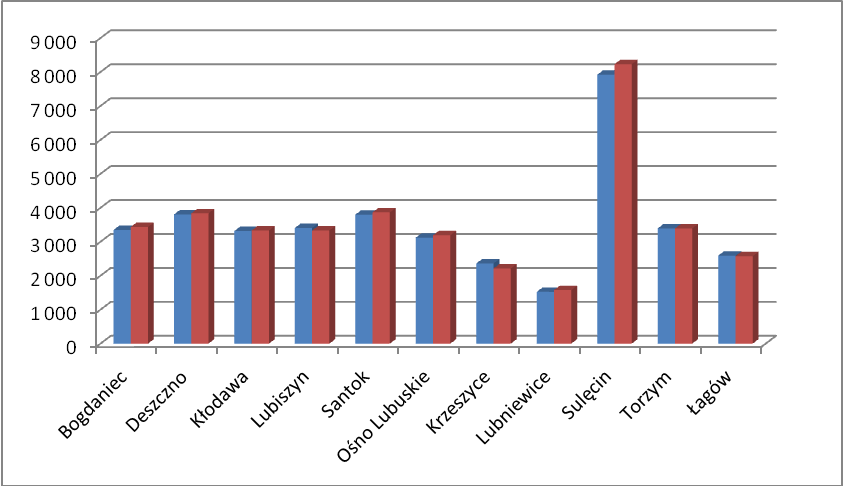 9 000
8 000
7 000
6 000
5 000
4 000
3 000
2 000
1 000
0
Bogdaniec
Deszczno
Kłodawa
Lubiszyn
Santok
Ośno Lubuskie
Krzeszyce
Lubniewice
Sulęcin
Torzym
Łagów